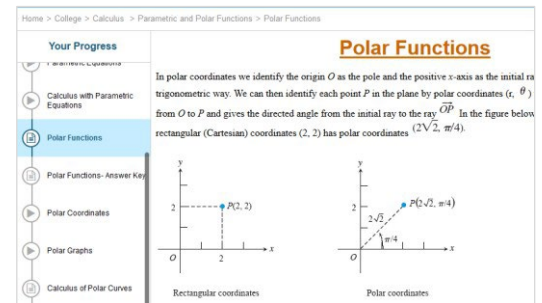 Home > College > Calculus > Parametric and Polar Functions > Polar Functions
Your Progress
Polar Functions
Parametric Equations
Calculus with Parametric
Equations
Polar Functions
Polar Functions- Answer Key
Polar Coordinates
Polar Graphs
Calculus of Polar Curves
In polar coordinates we identify the origin O as the pole and the positive x-axis as the initial ra
trigonometric way. We can then identify each point P in the plane by polar coordinates (r, θ)
from O to P and gives the directed angle from the initial ray to the ray OP In the figure below
rectangular (Cartesian) coordinates (2, 2) has polar coordinates (2√2, π/4).
y
2
P(2, 2)
O
2
x
Rectangular coordinates
y
2
P(2√2, π/4)
2√2
π/4
O
x
Polar coordinates